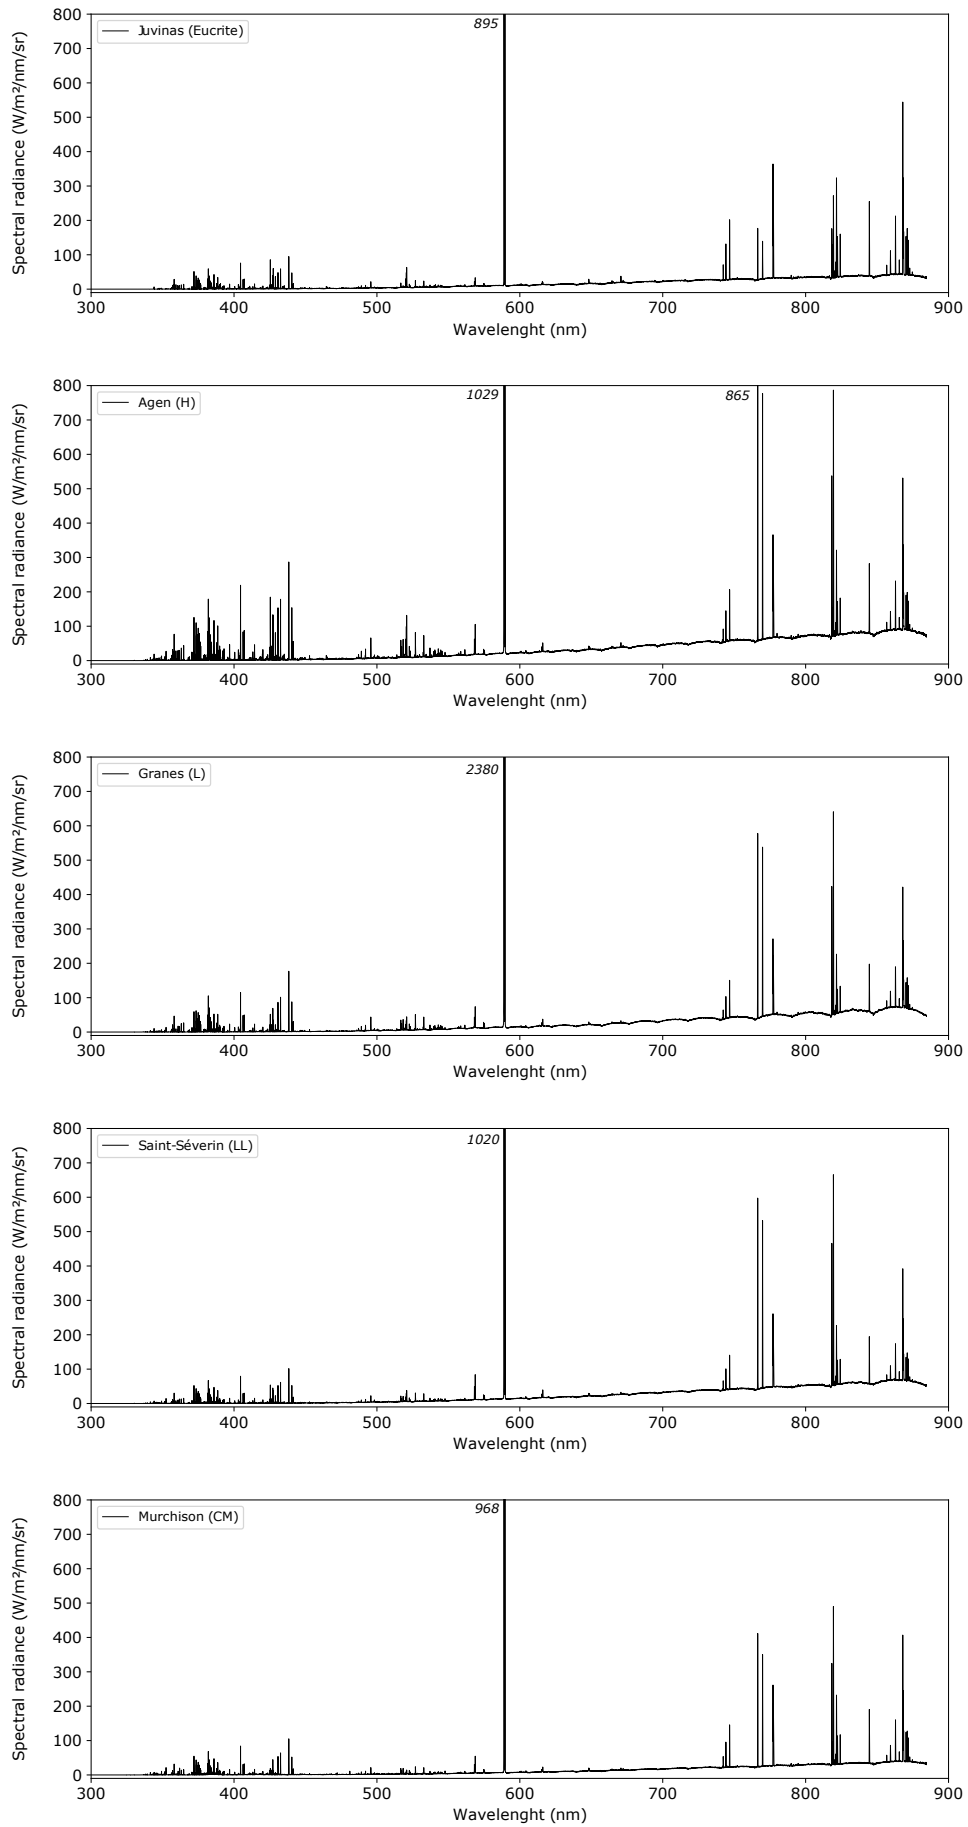 Spectral radiance (W/m²/nm/sr)
800
700
600
500
400
300
200
100
0
Juvinas (Eucrite)
895
300 400 500 600 700 800 900
Wavelenght (nm)
Spectral radiance (W/m²/nm/sr)
800
700
600
500
400
300
200
100
0
Agen (H)
1029
865
300 400 500 600 700 800 900
Wavelenght (nm)
Spectral radiance (W/m²/nm/sr)
800
700
600
500
400
300
200
100
0
Granes (L)
2380
300 400 500 600 700 800 900
Wavelenght (nm)
Spectral radiance (W/m²/nm/sr)
800
700
600
500
400
300
200
100
0
Saint-Séverin (LL)
1020
300 400 500 600 700 800 900
Wavelenght (nm)
Spectral radiance (W/m²/nm/sr)
800
700
600
500
400
300
200
100
0
Murchison (CM)
968
300 400 500 600 700 800 900
Wavelenght (nm)